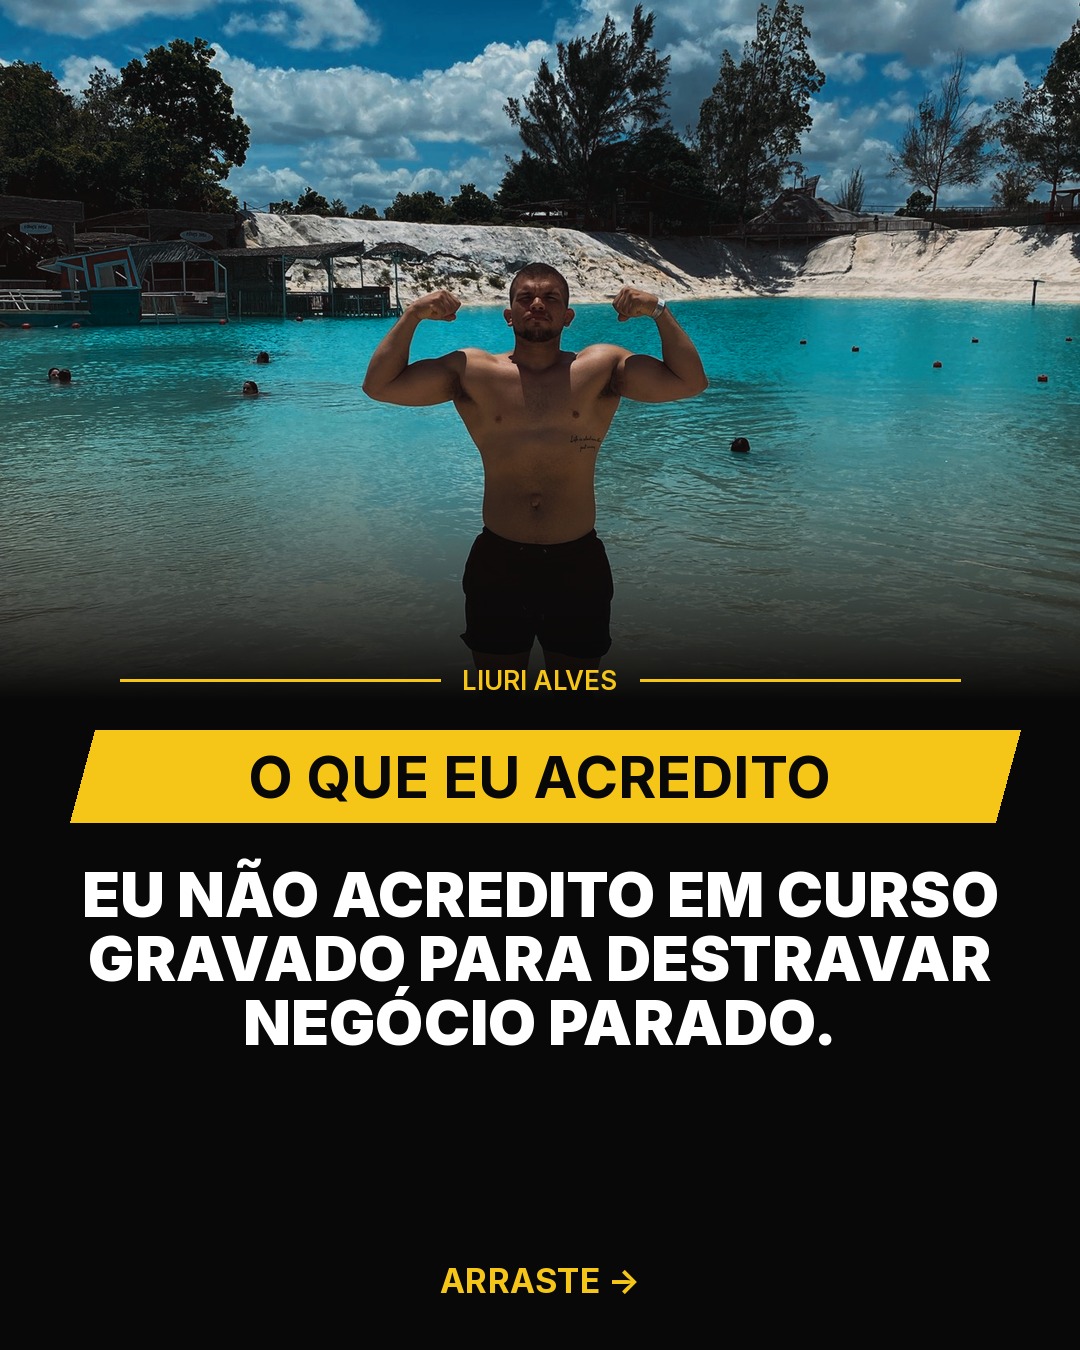 LIURI ALVES
O QUE EU ACREDITO
EU NÃO ACREDITO EM CURSO
GRAVADO PARA DESTRAVAR
NEGÓCIO PARADO.
ARRASTE →